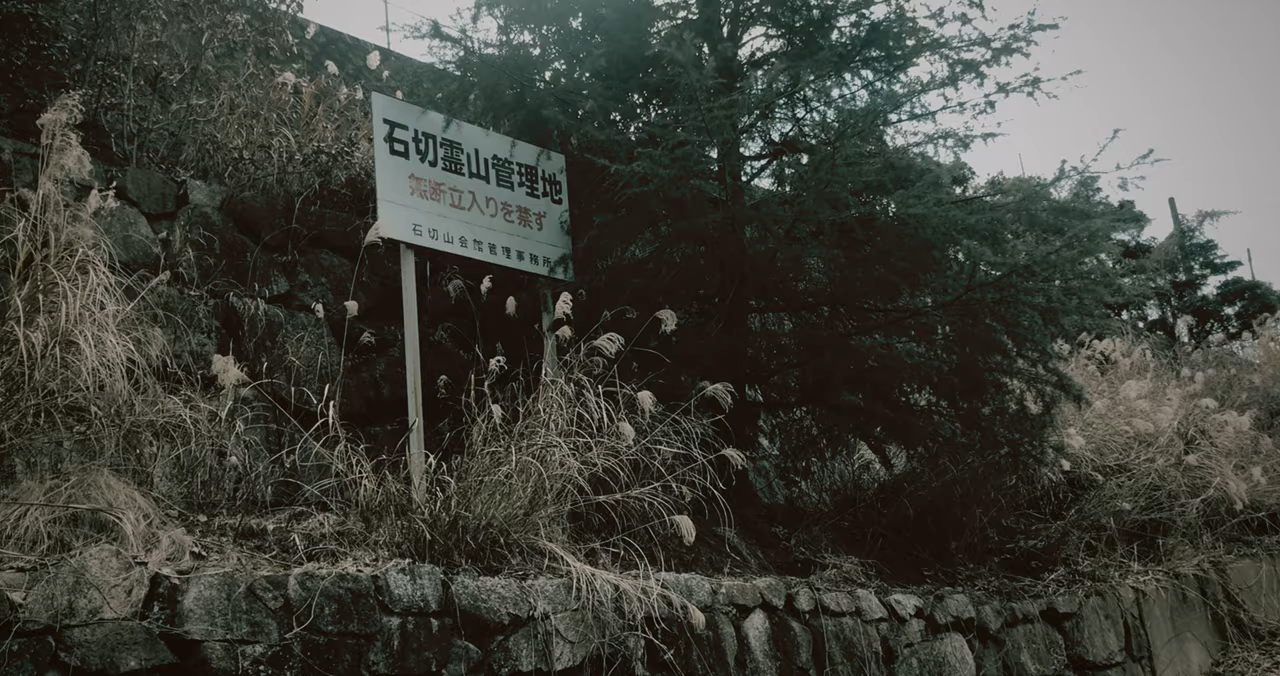 石切霊山管理地
無断立入りを禁ず
石切山会館管理事務所